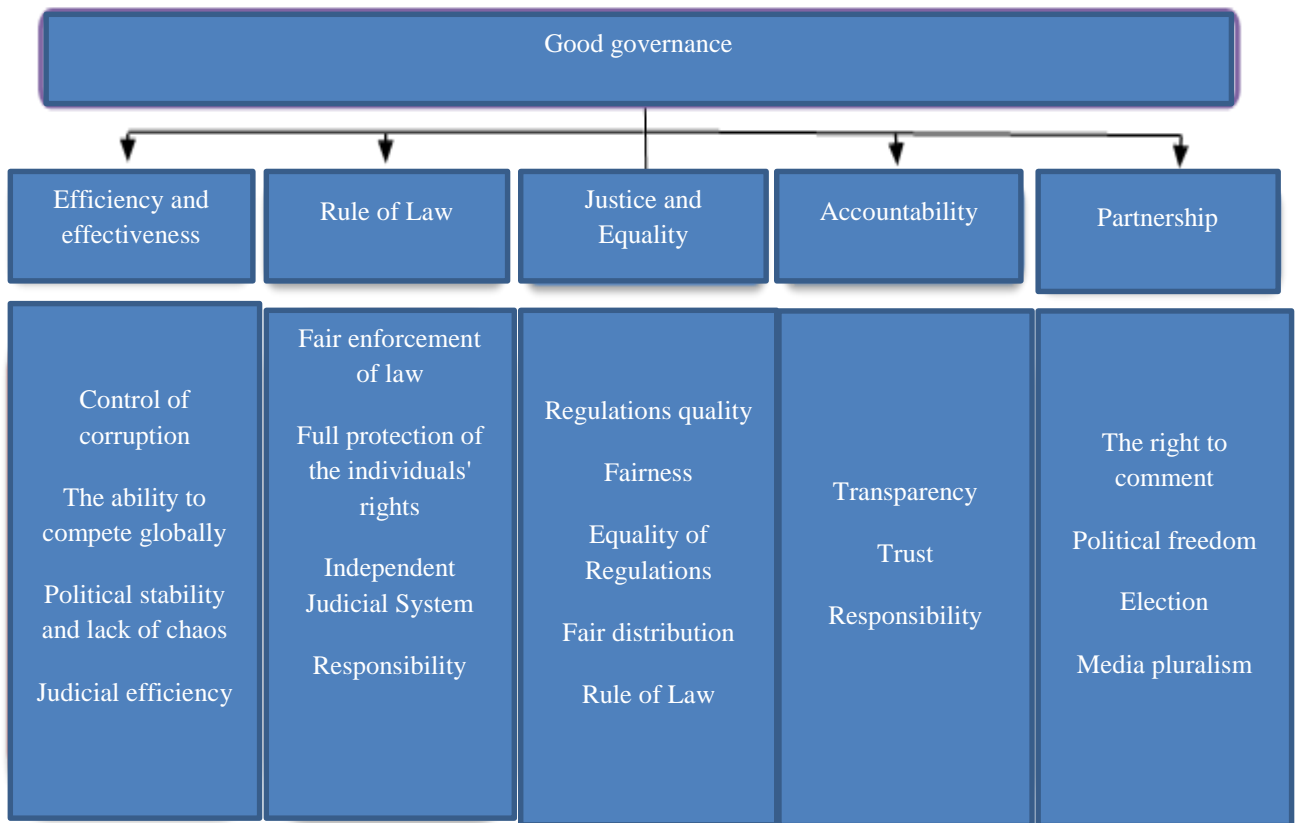 Good governance
Efficiency and
effectiveness
Rule of Law
Justice and
Equality
Accountability
Partnership
Control of
corruption
The ability to
compete globally
Political stability
and lack of chaos
Judicial efficiency
Fair enforcement
of law
Full protection of
the individuals'
rights
Independent
Judicial System
Responsibility
Regulations quality
Fairness
Equality of
Regulations
Fair distribution
Rule of Law
Transparency
Trust
Responsibility
The right to
comment
Political freedom
Election
Media pluralism